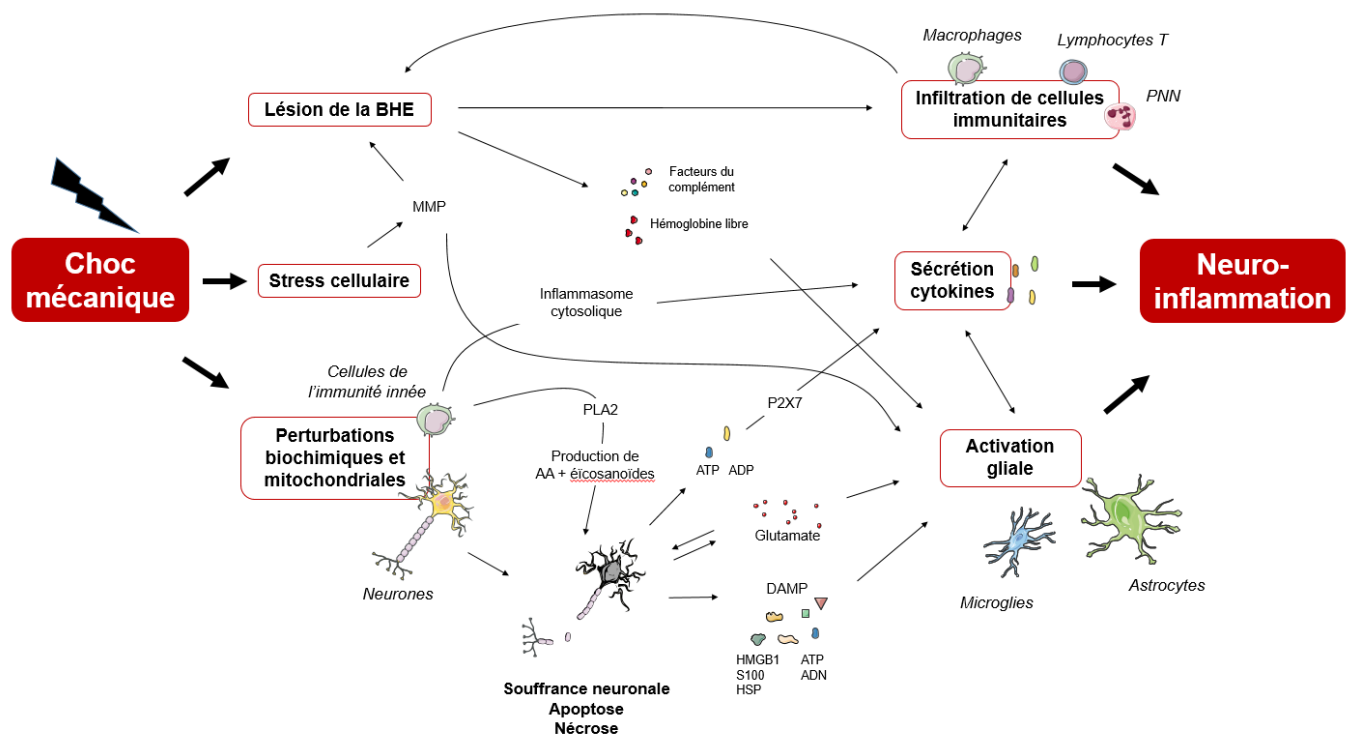 Macrophages
Lymphocytes T
Lésion de la BHE
Infiltration de cellules
immunitaires
PNN
Facteurs du
complément
MMP
Hémoglobine libre
Choc
mécanique
Stress cellulaire
Sécrétion
cytokines
Neuro-
inflammation
Inflammasome
cytosolique
Cellules de
l'immunité innée
PLA2
P2X7
Perturbations
biochimiques et
mitochondriales
Production de
AA + éïcosanoïdes
Activation
gliale
ATP ADP
Glutamate
Neurones
DAMP
Microglies
Astrocytes
HMGB1
S100
HSP
ATP
ADN
Souffrance neuronale
Apoptose
Nécrose